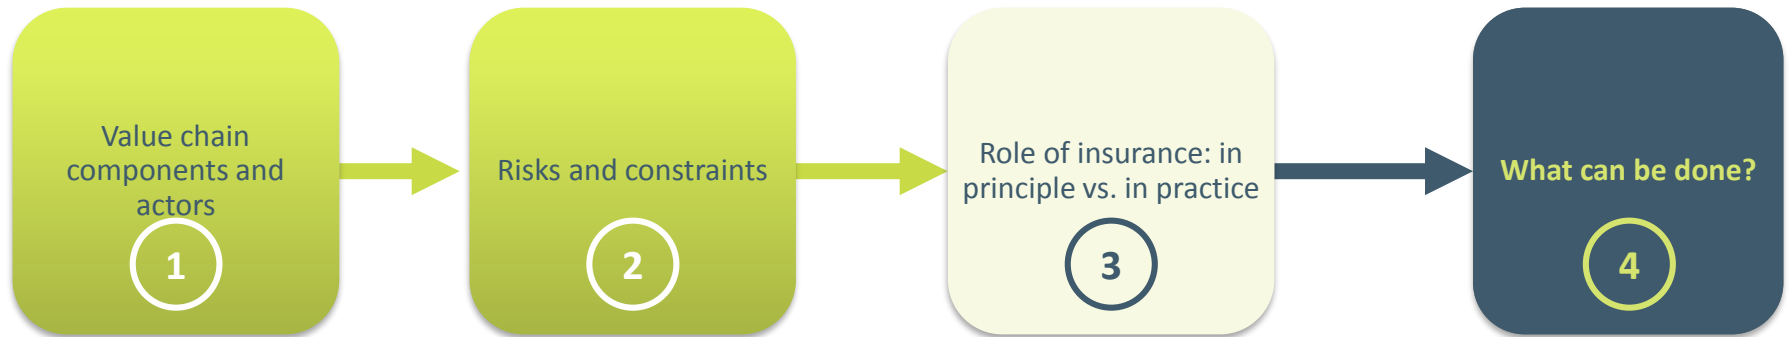 Value chain
components and
actors
1
Risks and constraints
2
Role of insurance: in
principle vs. in practice
3
What can be done?
4